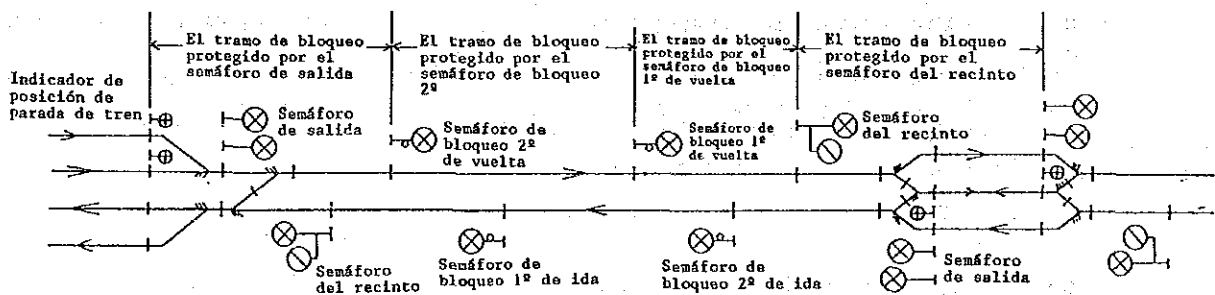 El tramo de bloqueo
protegido por el
semáforo de salida
El tramo de bloqueo
protegido por el
semáforo de bloqueo
2º
El tramo de bloqueo
protegido por el
semáforo de bloqueo
1º de vuelta
El tramo de bloqueo
protegido por el
semáforo del recinto
Indicador de
posición de
parada de tren
Semáforo
de salida
Semáforo de
bloqueo 2º
de vuelta
Semáforo de
bloqueo 1º
de vuelta
Semáforo
del recinto
Semáforo
del recinto
Semáforo de
bloqueo 1º de ida
Semáforo de
bloqueo 2º de ida
Semáforo
de salida